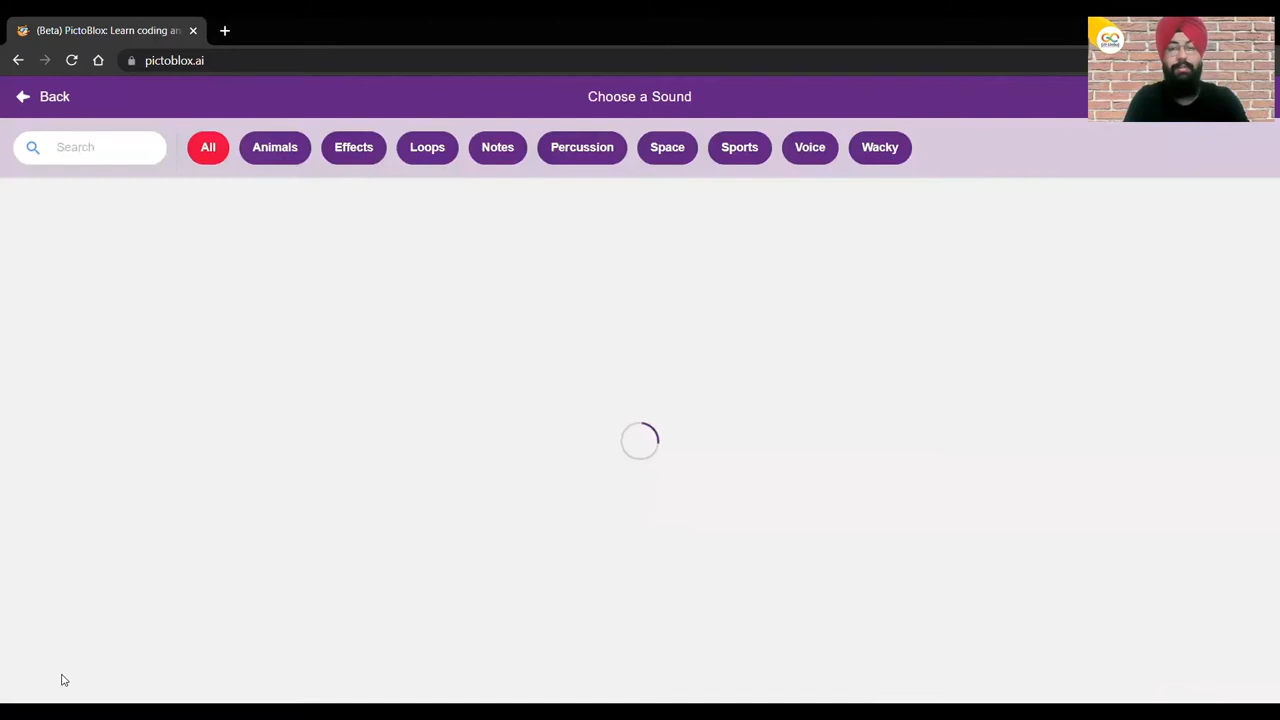 (Beta) PictoBlox: Learn coding an
pictoblox.ai
Back
Choose a Sound
Search
All
Animals
Effects
Loops
Notes
Percussion
Space
Sports
Voice
Wacky